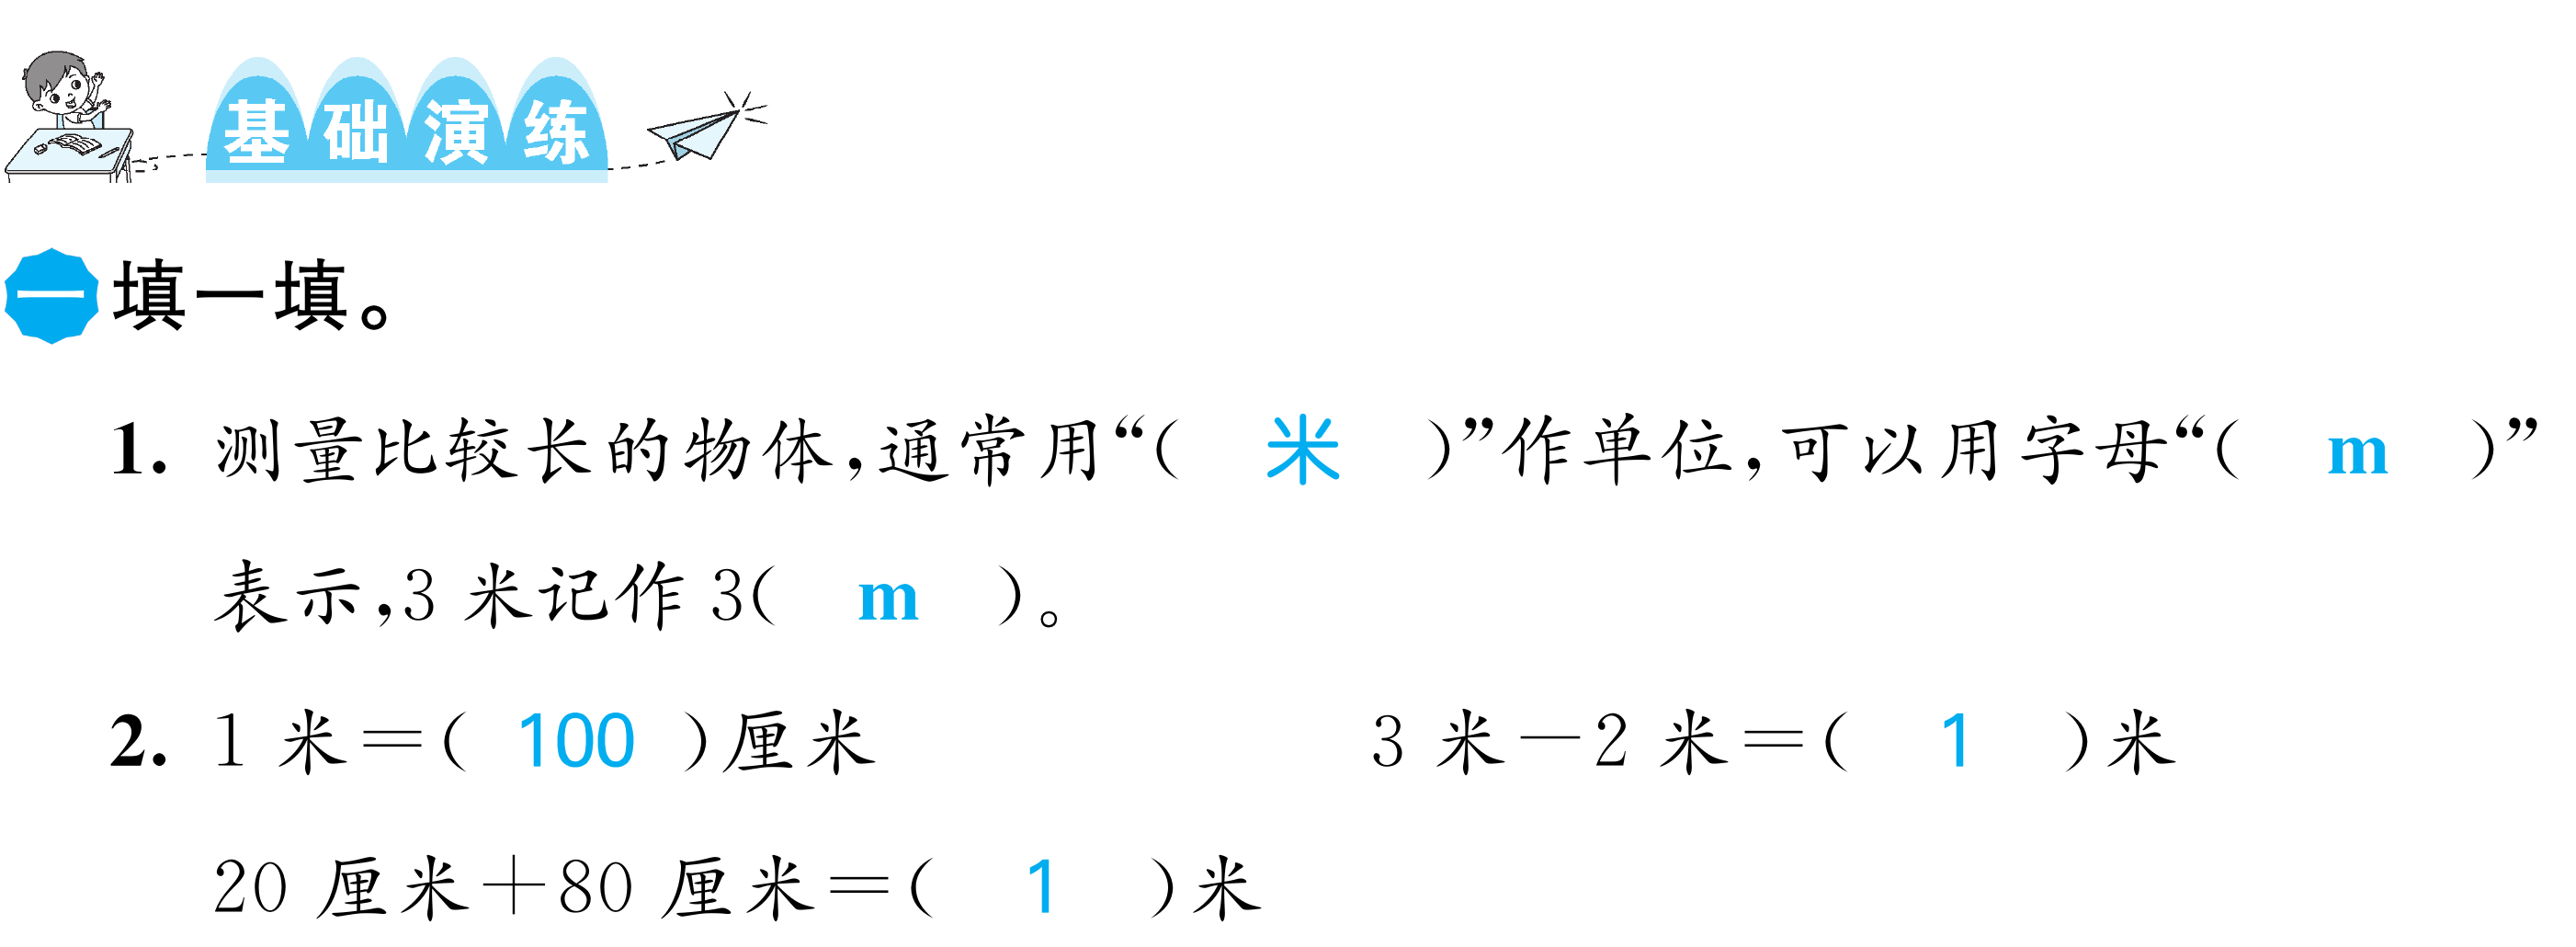 基础演练
一 填一填。
1. 测量比较长的物体,通常用“( 米 )”作单位,可以用字母“( m )”
表示,3 米记作 3( m )。
2. 1 米=( 100 )厘米 3 米-2 米=( 1 )米
20 厘米+80 厘米=( 1 )米